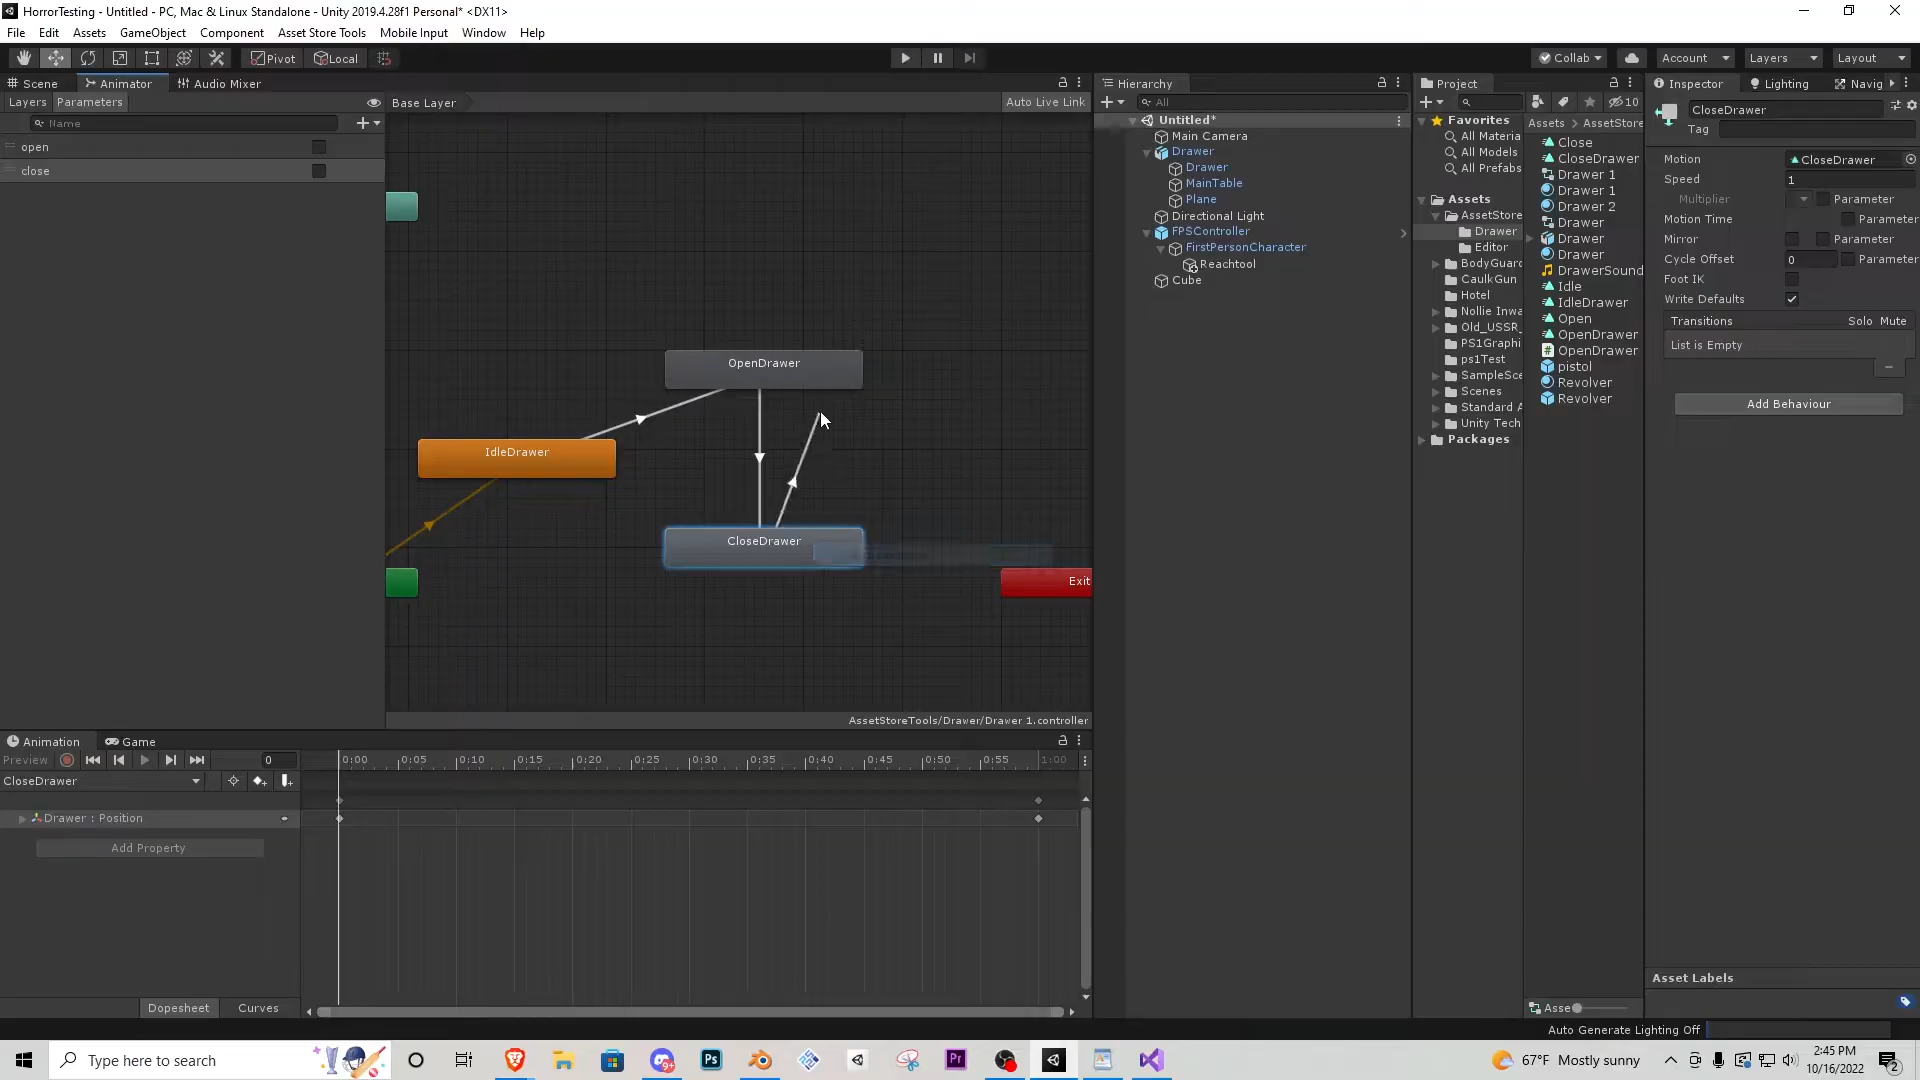 HorrorTesting - Untitled - PC, Mac & Linux Standalone - Unity 2019.4.28f1 Personal* <DX11>
File Edit Assets GameObject Component Asset Store Tools Mobile Input Window Help
Pivot Local Collab Account Layers Layout
Scene Animator Audio Mixer
Layers Parameters
Name
open
close
Base Layer
Auto Live Link
OpenDrawer
IdleDrawer
CloseDrawer
Exit
AssetStoreTools/Drawer/Drawer 1.controller
Hierarchy
All
Untitled*
Main Camera
Drawer
Drawer
MainTable
Plane
Directional Light
FPSController
FirstPersonCharacter
Reachtool
Cube
Project
10
Favorites
All Materia
All Models
All Prefabs
Assets
AssetStore
Drawer
Editor
BodyGuard
CaulkGun
Hotel
Nollie Inwa
Old_USSR_
PS1Graphi
ps1Test
SampleSce
Scenes
Standard A
Unity Tech
Packages
Assets > AssetStore
Close
CloseDrawer
Drawer 1
Drawer 1
Drawer 2
Drawer
Drawer
Drawer
DrawerSound
Idle
IdleDrawer
Open
OpenDrawer
OpenDrawer
pistol
Revolver
Revolver
Asse
Inspector Lighting Navig
CloseDrawer
Tag
Motion CloseDrawer
Speed 1
Multiplier Parameter
Motion Time Parameter
Mirror Parameter
Cycle Offset 0 Parameter
Foot IK
Write Defaults
Transitions Solo Mute
List is Empty
Add Behaviour
Asset Labels
Animation Game
Preview 0
0:00 0:05 0:10 0:15 0:20 0:25 0:30 0:35 0:40 0:45 0:50 0:55 1:00
CloseDrawer
Drawer : Position
Add Property
Dopesheet Curves
Auto Generate Lighting Off
Type here to search
9+
Ps
Pr
67°F Mostly sunny
2:45 PM
10/16/2022
2